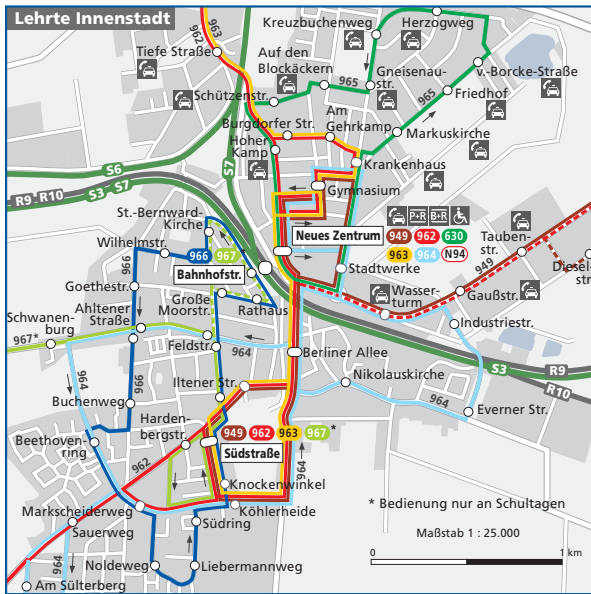 Lehrte Innenstadt
962
963
Tiefe Straße
Kreuzbuchenweg
Herzogweg
Auf den
Blockäckern
965
Gneisenau-
str.
v.-Borcke-Straße
Schützenstr.
Am
Gehrkamp
965
Friedhof
Burgdorfer Str.
Markuskirche
Hoher
Kamp
S6
S7
Krankenhaus
R9 R10
S3 S7
Gymnasium
St.-Bernward-
Kirche
Neues Zentrum
P+R B+R
949 962 630
963 964 N94
Tauben-
str.
949
Wilhelmstr.
966 967*
Bahnhofstr.
Stadtwerke
Diesel-
str.
966
Goethestr.
Große
Moorstr.
Rathaus
Wasser-
turm
Gaußstr.
Ahltener
Straße
Schwanen-
burg
967*
Feldstr.
964
Industriestr.
Berliner Allee
S3
R9
R10
964
966
Iltener Str.
Nikolauskirche
964
Everner Str.
Buchenweg
Harden-
bergstr.
949 962 963 967*
Südstraße
Beethoven-
ring
962
964
Knockenwinkel
Markscheiderweg
Köhlerheide
* Bedienung nur an Schultagen
Sauerweg
Südring
Maßstab 1 : 25.000
0 1 km
964
Noldeweg
Liebermannweg
Am Sülterberg